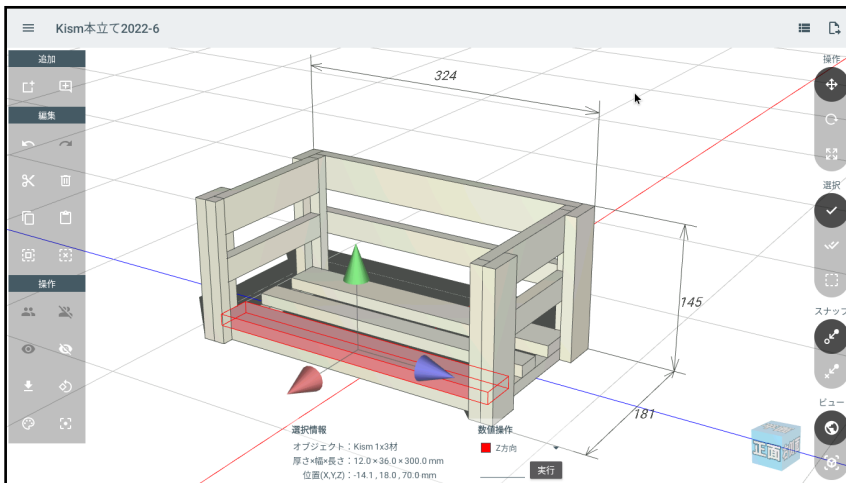 Kism本立て2022-6
追加
編集
操作
324
145
181
操作
選択
スナップ
ビュー
正面
選択情報
オブジェクト：Kism 1x3材
厚さ×幅×長さ：12.0×36.0×300.0 mm
位置(X,Y,Z)：-14.1 , 18.0 , 70.0 mm
数値操作
Z方向
実行